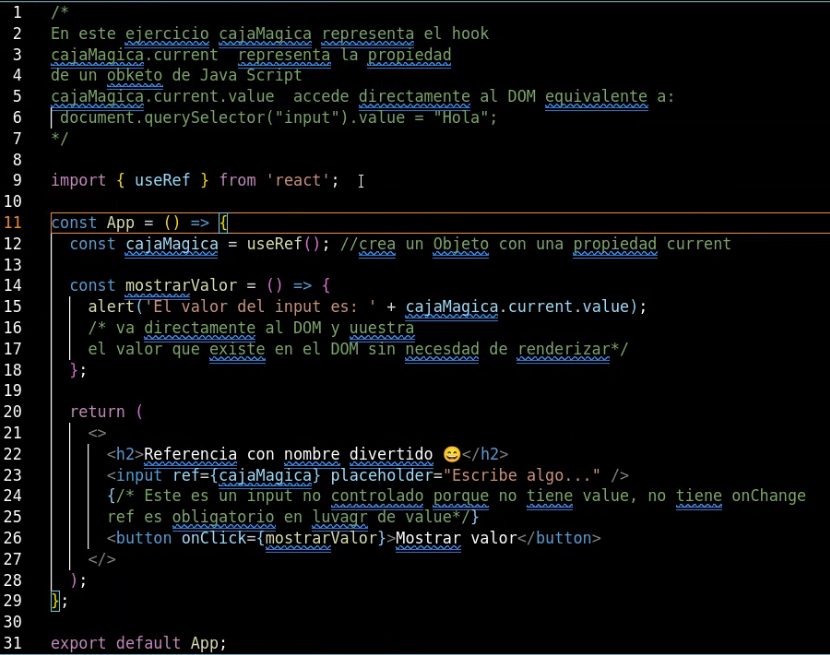 1 /*
2 En este ejercicio cajaMagica representa el hook
3 cajaMagica.current  representa la propiedad
4 de un obketo de Java Script
5 cajaMagica.current.value  accede directamente al DOM equivalente a:
6  document.querySelector("input").value = "Hola";
7 */
8
9 import { useRef } from 'react';
10
11 const App = () => {
12   const cajaMagica = useRef(); //crea un Objeto con una propiedad current
13
14   const mostrarValor = () => {
15     alert('El valor del input es: ' + cajaMagica.current.value);
16     /* va directamente al DOM y uuestra
17     el valor que existe en el DOM sin necesdad de renderizar*/
18   };
19
20   return (
21     <>
22       <h2>Referencia con nombre divertido 😄</h2>
23       <input ref={cajaMagica} placeholder="Escribe algo..." />
24       {/* Este es un input no controlado porque no tiene value, no tiene onChange
25       ref es obligatorio en luvagr de value*/}
26       <button onClick={mostrarValor}>Mostrar valor</button>
27     </>
28   );
29 };
30
31 export default App;